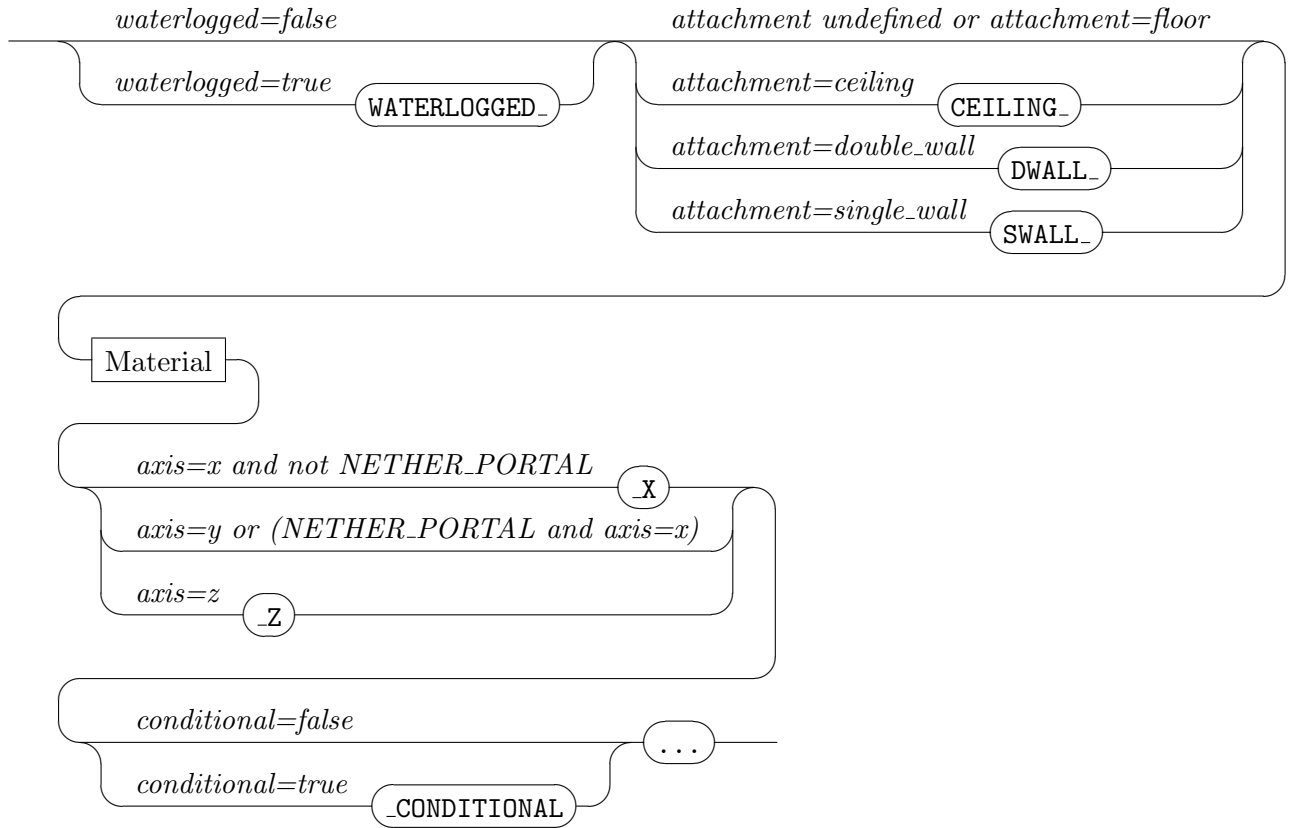 waterlogged=false
waterlogged=true WATERLOGGED_
attachment undefined or attachment=floor
attachment=ceiling CEILING_
attachment=double_wall DWALL_
attachment=single_wall SWALL_
Material
axis=x and not NETHER_PORTAL _X
axis=y or (NETHER_PORTAL and axis=x)
axis=z _Z
conditional=false ...
conditional=true _CONDITIONAL